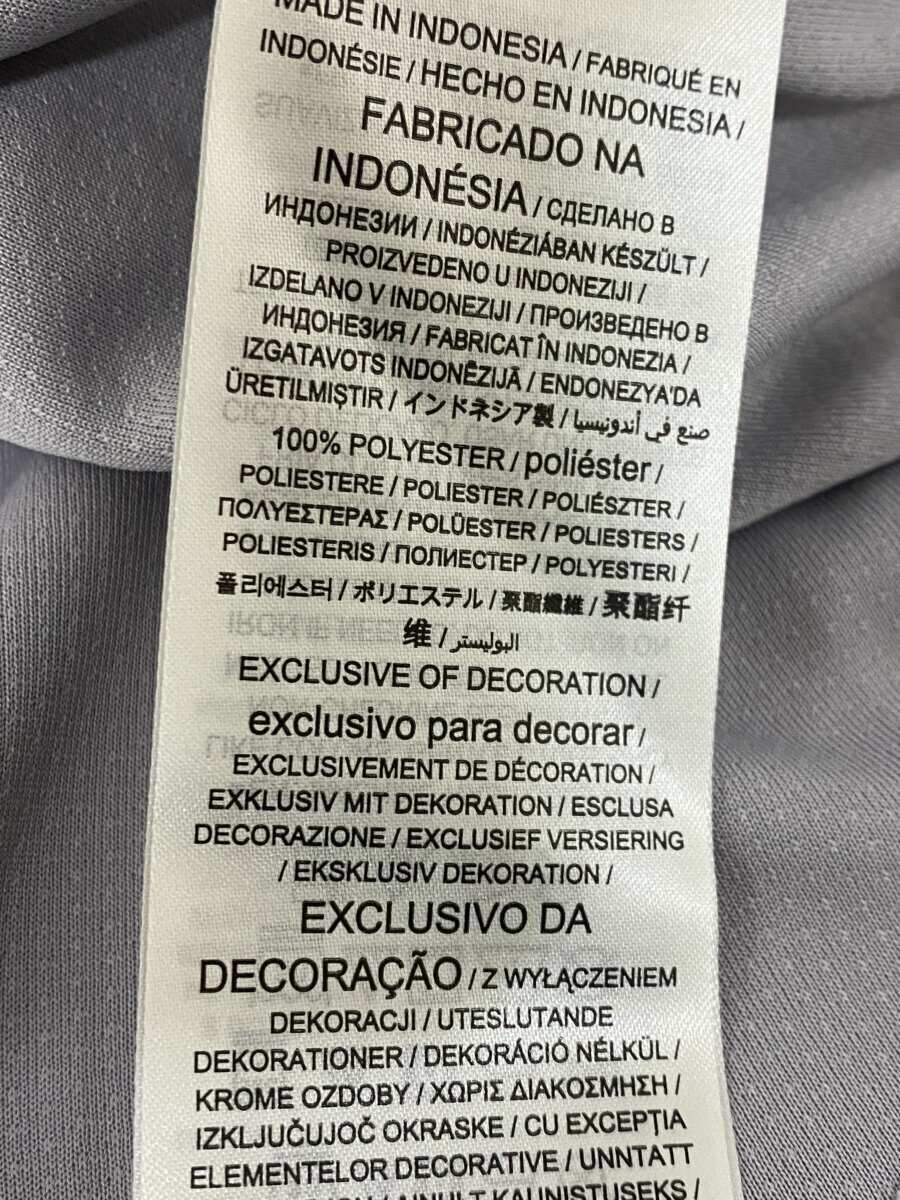 MADE IN INDONESIA / FABRIQUÉ EN
INDONÉSIE / HECHO EN INDONESIA /
FABRICADO NA
INDONÉSIA / СДЕЛАНО В
ИНДОНЕЗИИ / INDONÉZIÁBAN KÉSZÜLT /
PROIZVEDENO U INDONEZIJI /
IZDELANO V INDONEZIJI / ПРОИЗВЕДЕНО В
ИНДОНЕЗИЯ / FABRICAT ÎN INDONEZIA /
IZGATAVOTS INDONĒZIJĀ / ENDONEZYA'DA
ÜRETILMIŞTIR / インドネシア製 / صنع في أندونيسيا
100% POLYESTER / poliéster /
POLIESTERE / POLIESTER / POLIÉSZTER /
ΠΟΛΥΕΣΤΕΡΑΣ / POLÜESTER / POLIESTERS /
POLIESTERIS / ПОЛИЕСТЕР / POLYESTERI /
폴리에스터 / ポリエステル / 聚酯纖維 / 聚酯纤
维 / البوليستر
EXCLUSIVE OF DECORATION /
exclusivo para decorar /
EXCLUSIVEMENT DE DÉCORATION /
EXKLUSIV MIT DEKORATION / ESCLUSA
DECORAZIONE / EXCLUSIEF VERSIERING
/ EKSKLUSIV DEKORATION /
EXCLUSIVO DA
DECORAÇÃO / Z WYŁĄCZENIEM
DEKORACJI / UTESLUTANDE
DEKORATIONER / DEKORÁCIÓ NÉLKÜL /
KROME OZDOBY / ΧΩΡΙΣ ΔΙΑΚΟΣΜΗΣΗ /
IZKLJUČUJOČ OKRASKE / CU EXCEPȚIA
ELEMENTELOR DECORATIVE / UNNTATT
KAUNISTUSEKS /